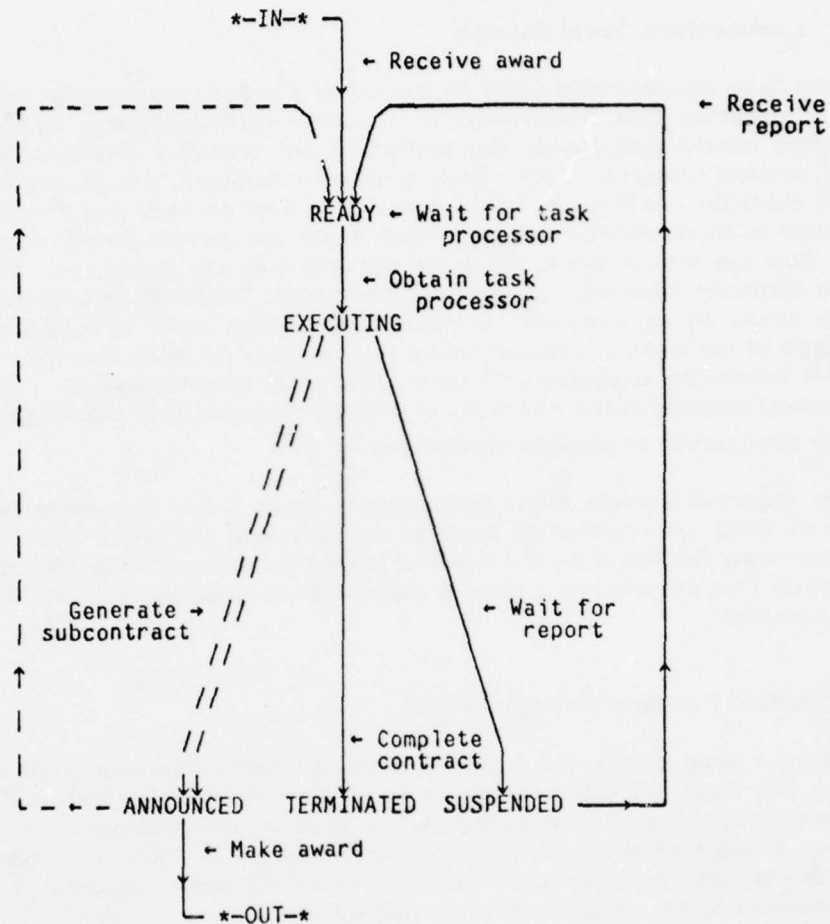 *-IN-*
← Receive award
← Receive
report
READY ← Wait for task
processor
← Obtain task
processor
EXECUTING
Generate →
subcontract
← Wait for
report
← Complete
contract
ANNOUNCED TERMINATED SUSPENDED
← Make award
*-OUT-*